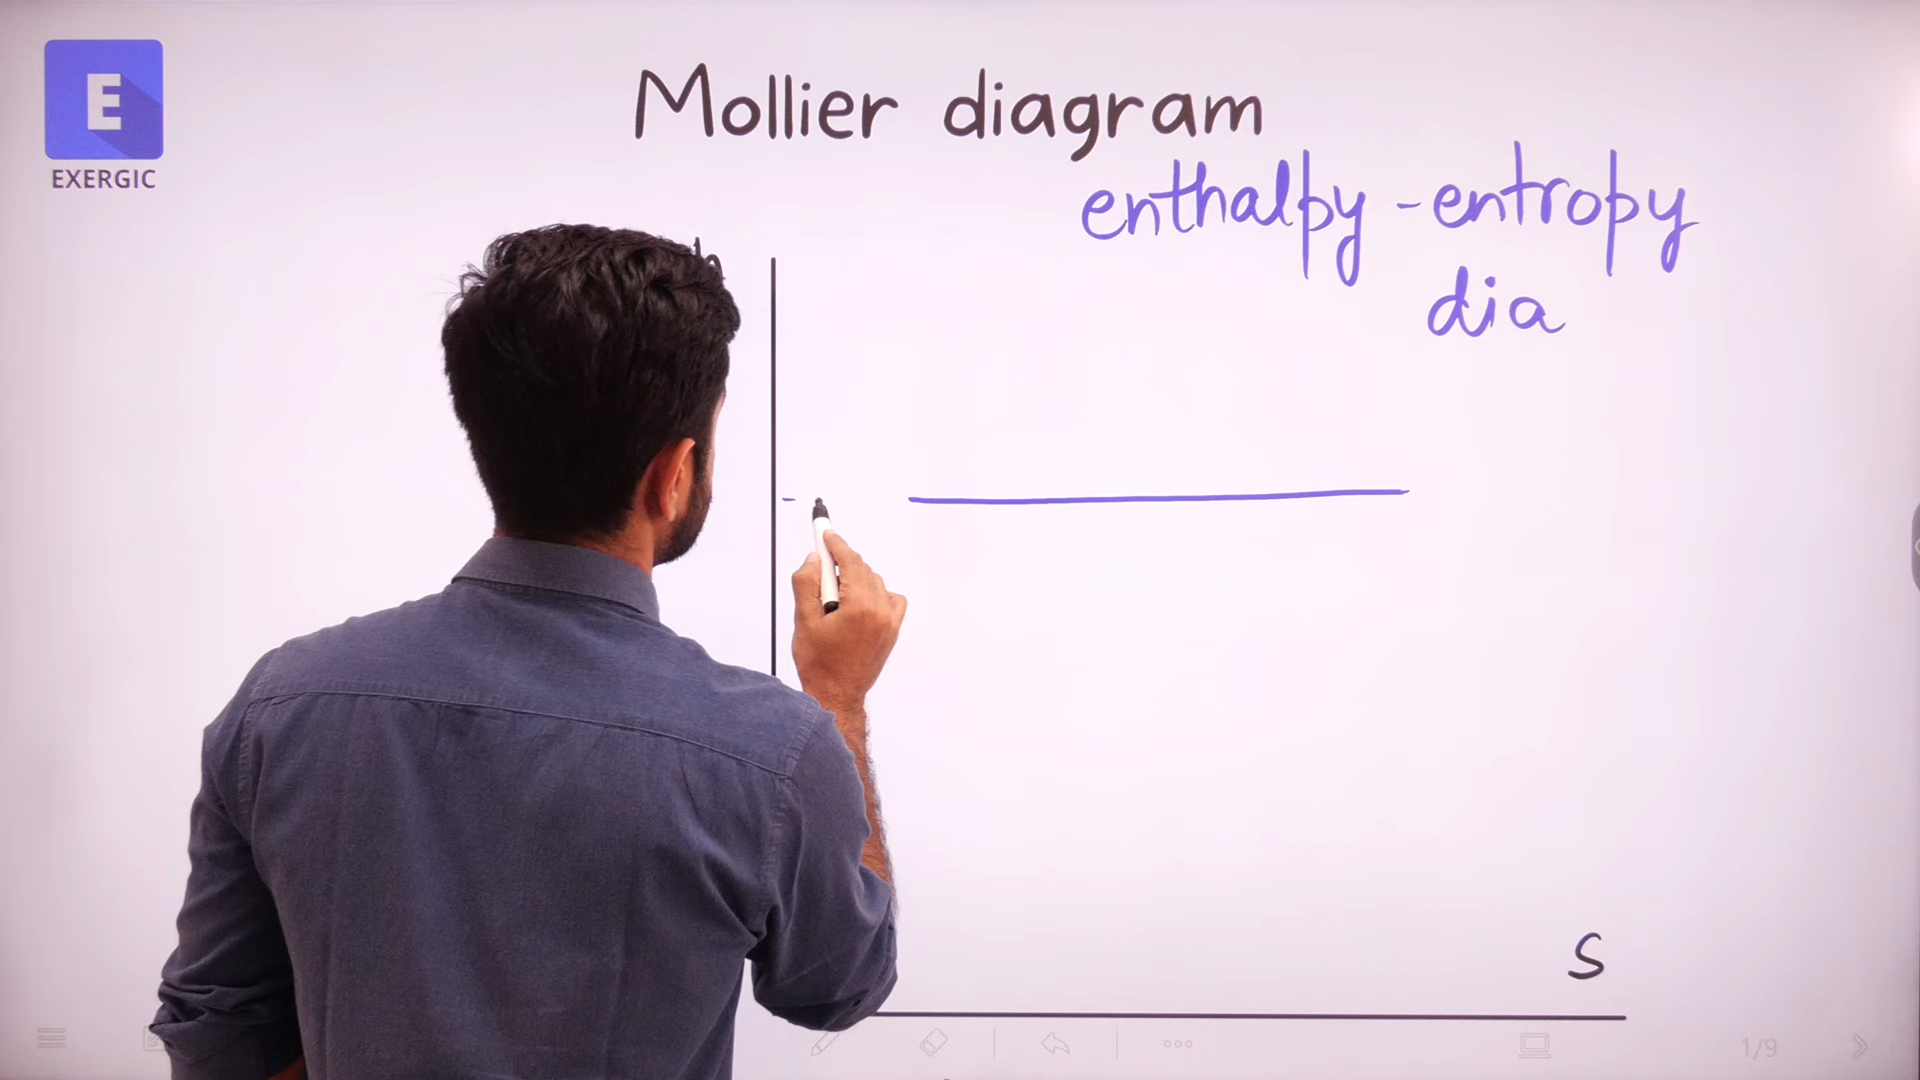 E
EXERGIC
Mollier diagram
enthalpy - entropy
dia
h
S
1/9